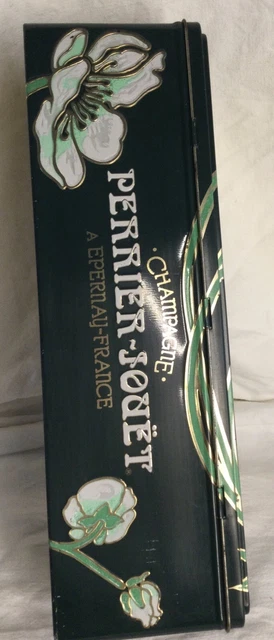 ·CHAMPAGNE·
PERRIER-JOUËT
A EPERNAY-FRANCE